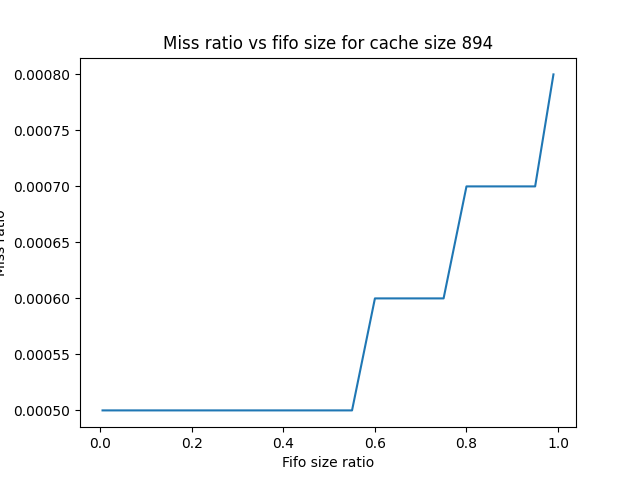 Miss ratio vs fifo size for cache size 894
0.00080
0.00075
0.00070
0.00065
0.00060
0.00055
0.00050
Miss ratio
0.0 0.2 0.4 0.6 0.8 1.0
Fifo size ratio